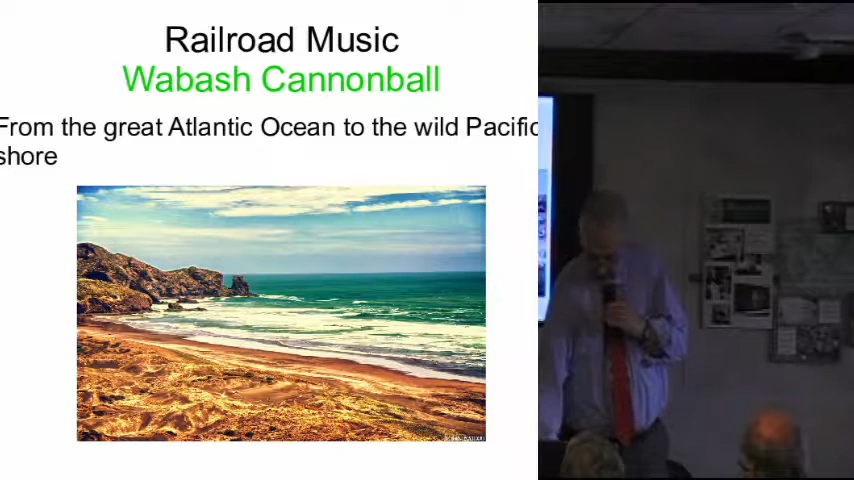 Railroad Music
Wabash Cannonball
From the great Atlantic Ocean to the wild Pacific
shore